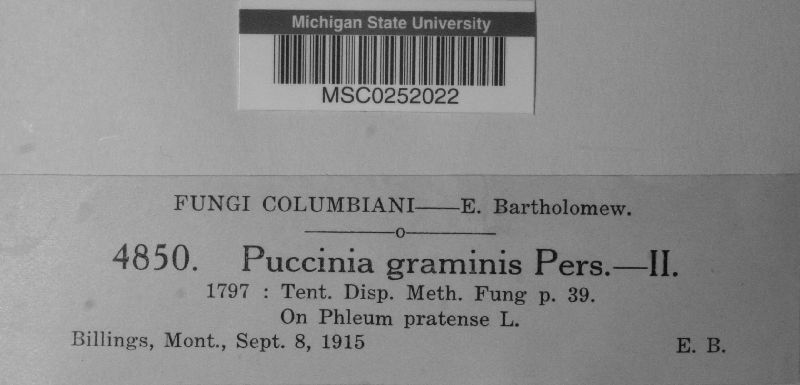 Michigan State University
MSC0252022
FUNGI COLUMBIANI——E. Bartholomew.
o
4850. Puccinia graminis Pers.—II.
1797 : Tent. Disp. Meth. Fung p. 39.
On Phleum pratense L.
Billings, Mont., Sept. 8, 1915 E. B.